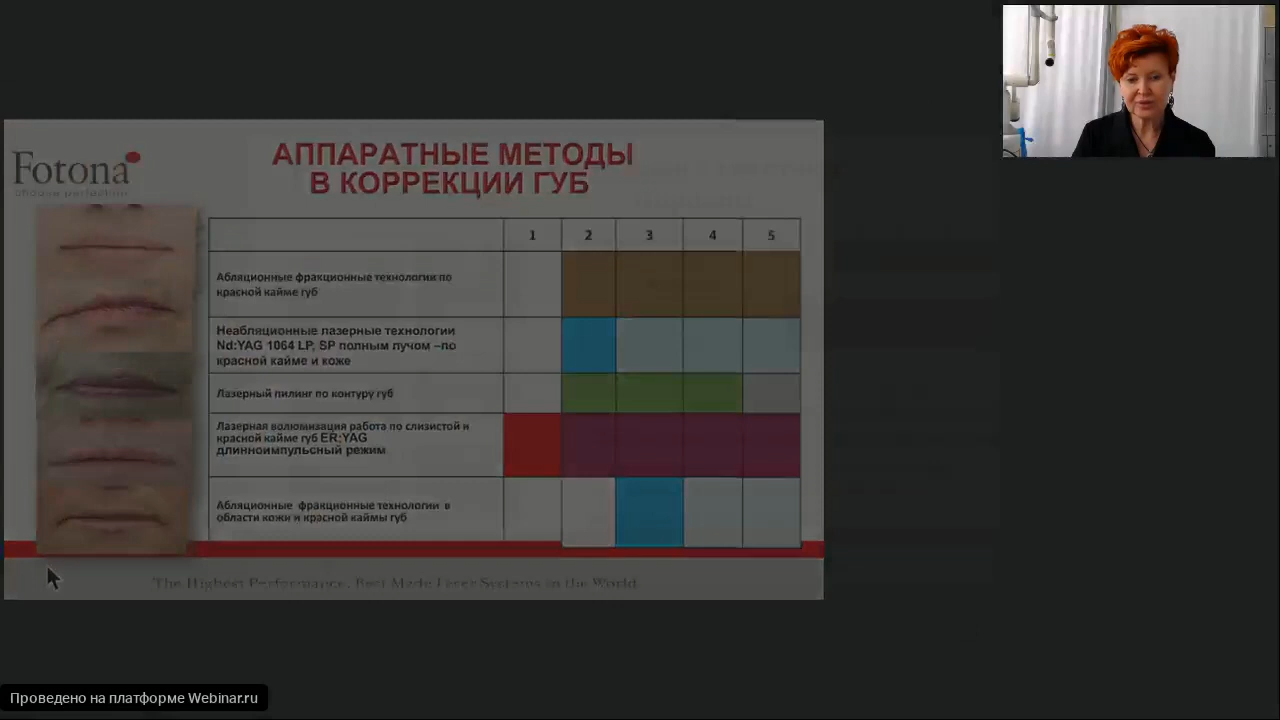 Fotona
choose perfection
АППАРАТНЫЕ МЕТОДЫ
В КОРРЕКЦИИ ГУБ
1 2 3 4 5
Абляционные фракционные технологии по
красной кайме губ
Неабляционные лазерные технологии
Nd:YAG 1064 LP, SP полным лучом –по
красной кайме и коже
Лазерный пилинг по контуру губ
Лазерная волюмизация работа по слизистой и
красной кайме губ ER:YAG
длинноимпульсный режим
Абляционные фракционные технологии в
области кожи и красной каймы губ
The Highest Performance, Best Made Laser Systems in the World
Проведено на платформе Webinar.ru